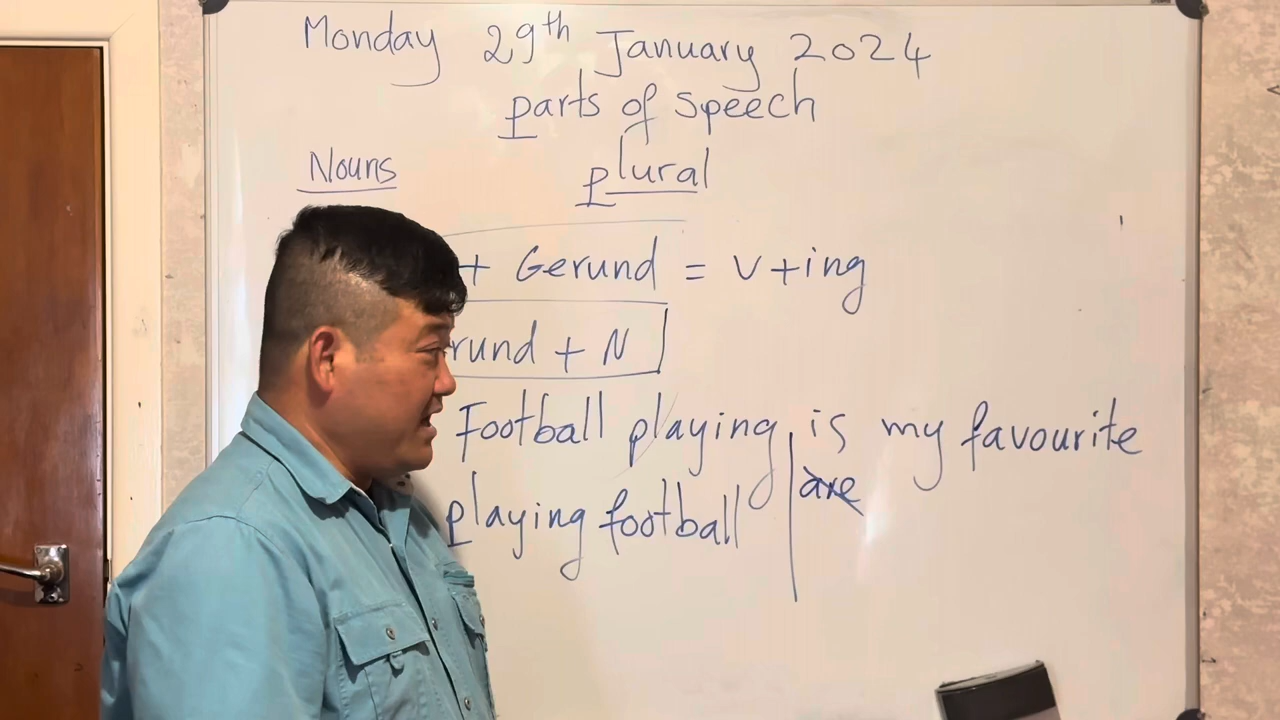 Monday 29th January 2024
parts of speech
Nouns
plural
+ Gerund = V+ing
rund + N
Football playing is my favourite
are
playing football